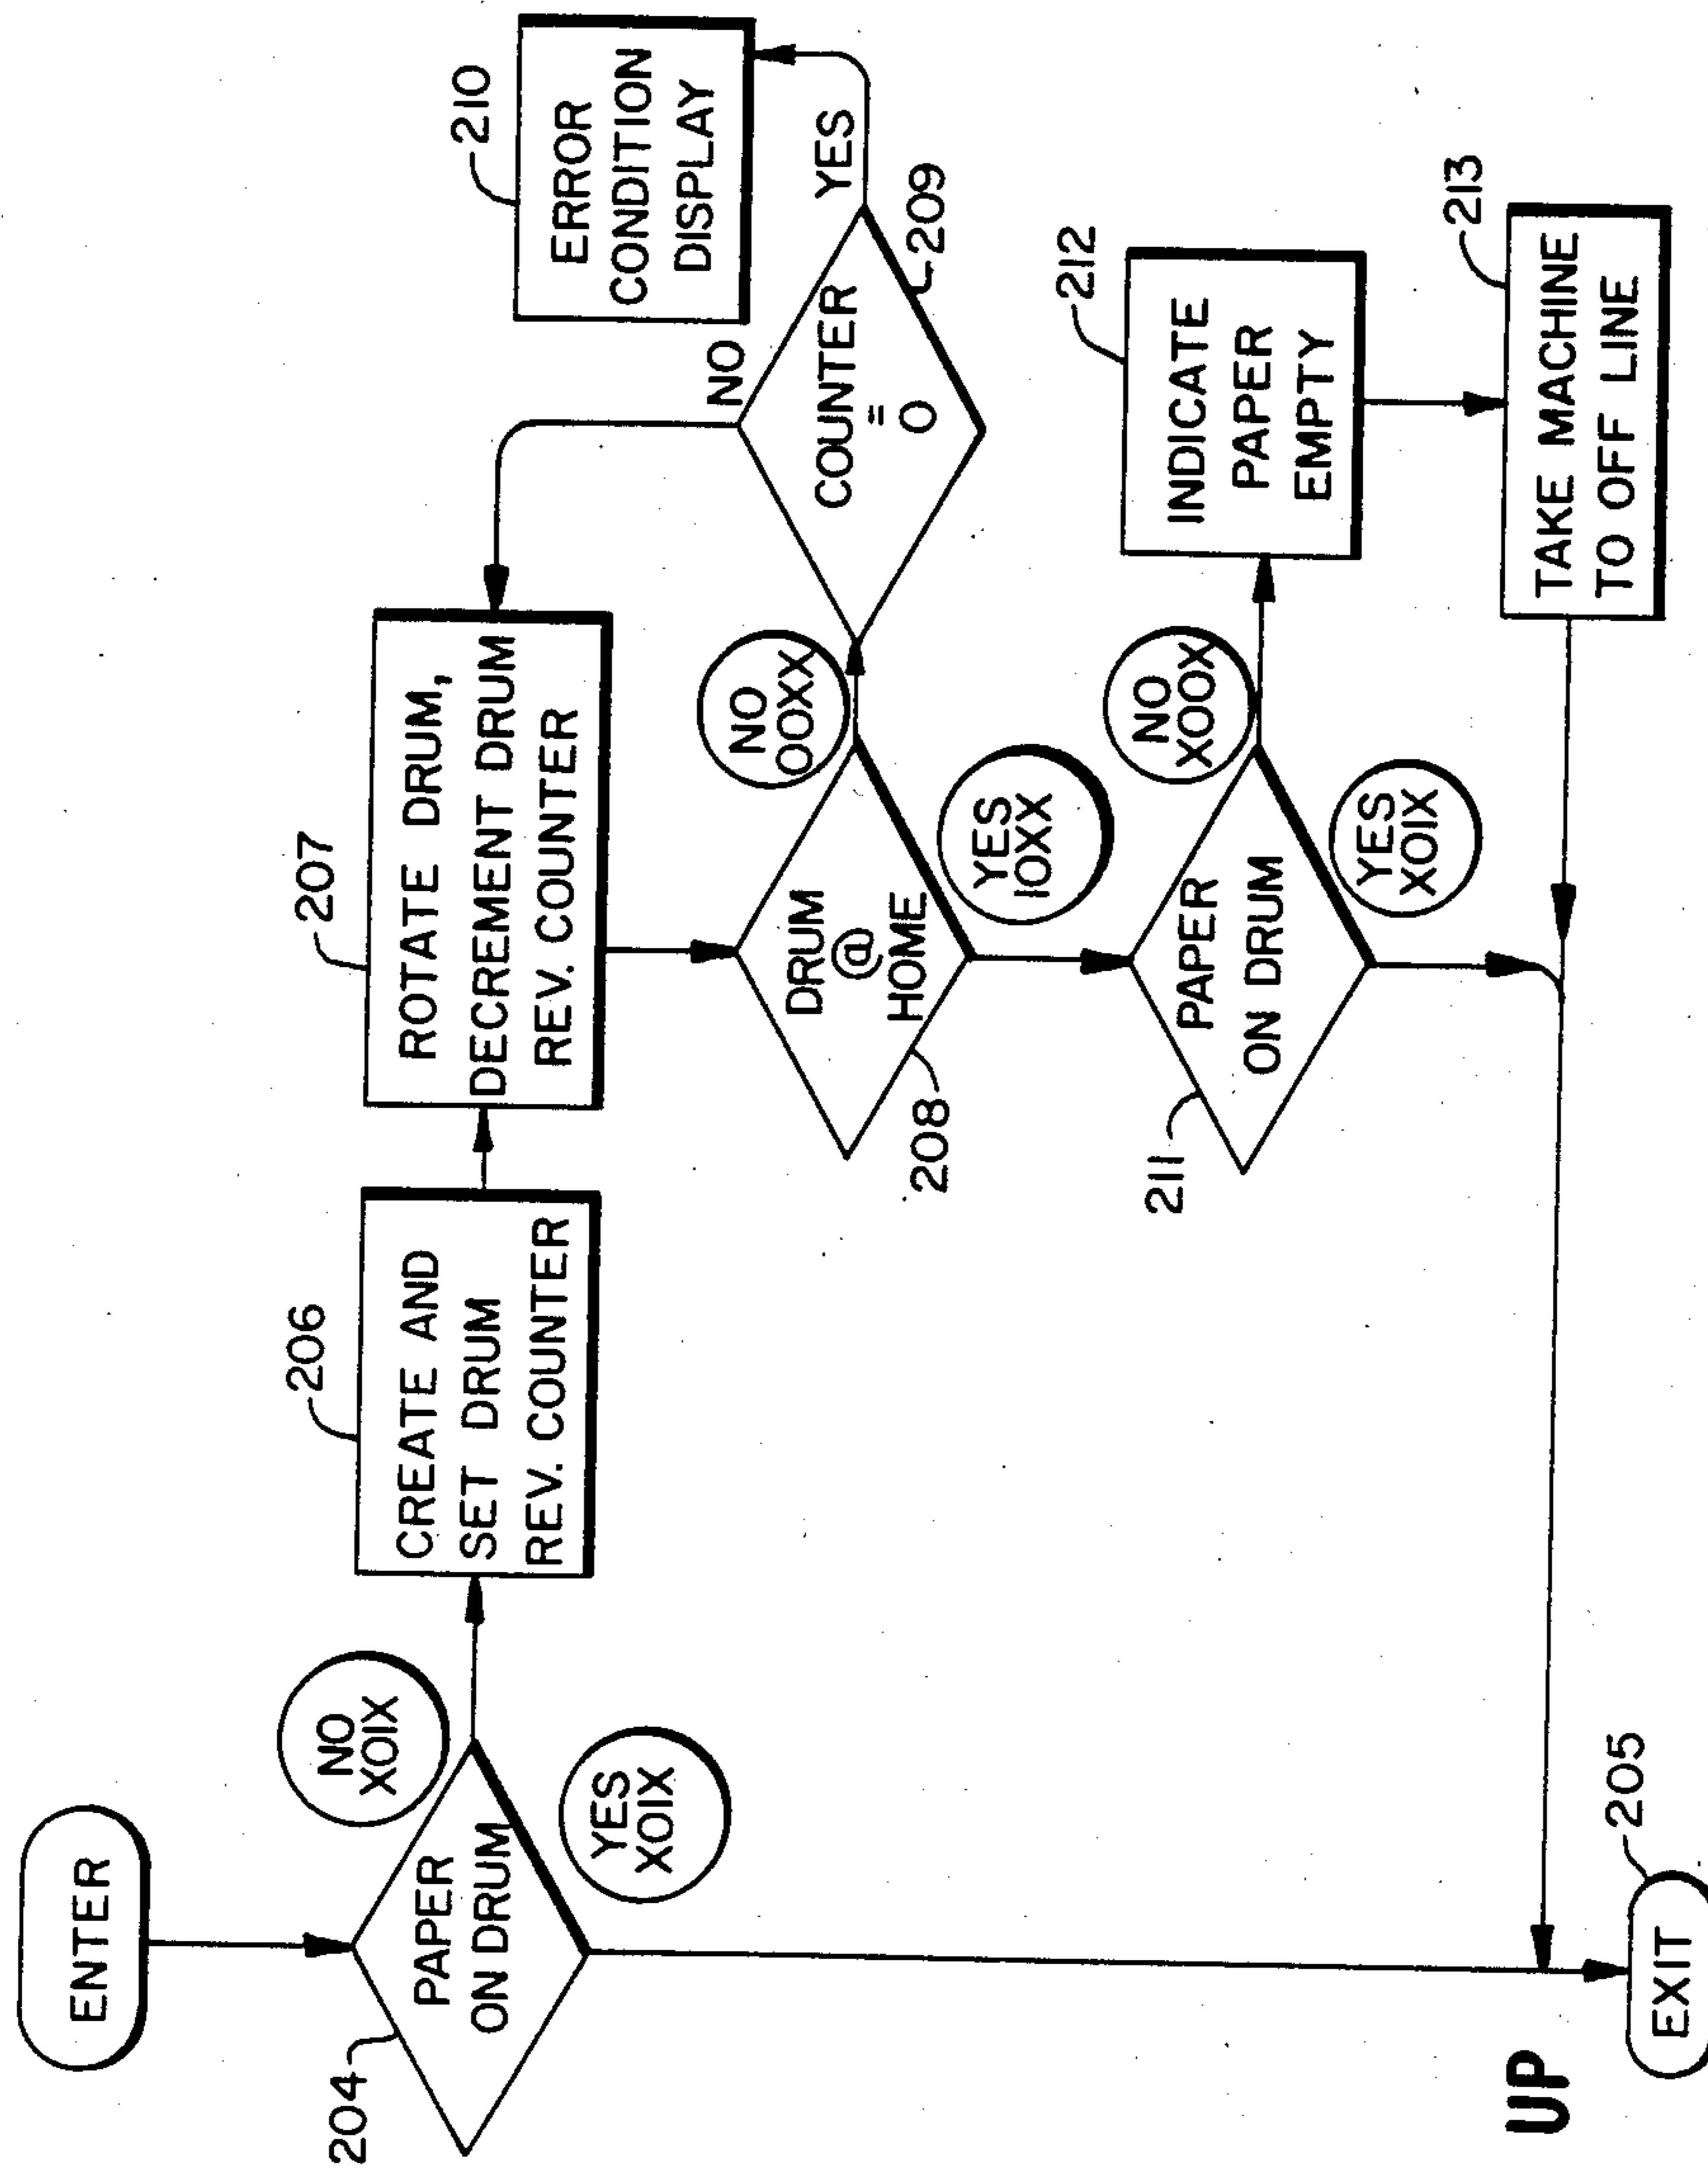 ENTER
204
PAPER
ON DRUM
NO
XOIX
YES
XOIX
206
CREATE AND
SET DRUM
REV. COUNTER
207
ROTATE DRUM,
DECREMENT DRUM
REV. COUNTER
208
DRUM
@
HOME
NO
OOXX
YES
IOXX
209
COUNTER
=
O
NO
YES
210
ERROR
CONDITION
DISPLAY
211
PAPER
ON DRUM
NO
XOOX
YES
XOIX
212
INDICATE
PAPER
EMPTY
213
TAKE MACHINE
TO OFF LINE
205
EXIT
UP